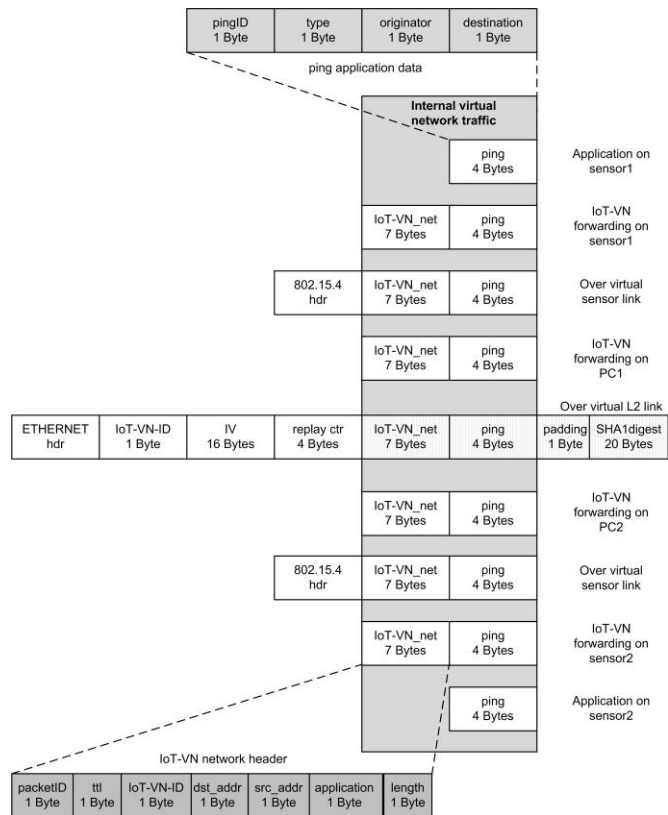 pingID
1 Byte
type
1 Byte
originator
1 Byte
destination
1 Byte
ping application data
Internal virtual
network traffic
ping
4 Bytes
Application on
sensor1
IoT-VN_net
7 Bytes
ping
4 Bytes
IoT-VN
forwarding on
sensor1
802.15.4
hdr
IoT-VN_net
7 Bytes
ping
4 Bytes
Over virtual
sensor link
IoT-VN_net
7 Bytes
ping
4 Bytes
IoT-VN
forwarding on
PC1
Over virtual L2 link
ETHERNET
hdr
IoT-VN-ID
1 Byte
IV
16 Bytes
replay ctr
4 Bytes
IoT-VN_net
7 Bytes
ping
4 Bytes
padding
1 Byte
SHA1digest
20 Bytes
IoT-VN_net
7 Bytes
ping
4 Bytes
IoT-VN
forwarding on
PC2
802.15.4
hdr
IoT-VN_net
7 Bytes
ping
4 Bytes
Over virtual
sensor link
IoT-VN_net
7 Bytes
ping
4 Bytes
IoT-VN
forwarding on
sensor2
ping
4 Bytes
Application on
sensor2
IoT-VN network header
packetID
1 Byte
ttl
1 Byte
IoT-VN-ID
1 Byte
dst_addr
1 Byte
src_addr
1 Byte
application
1 Byte
length
1 Byte